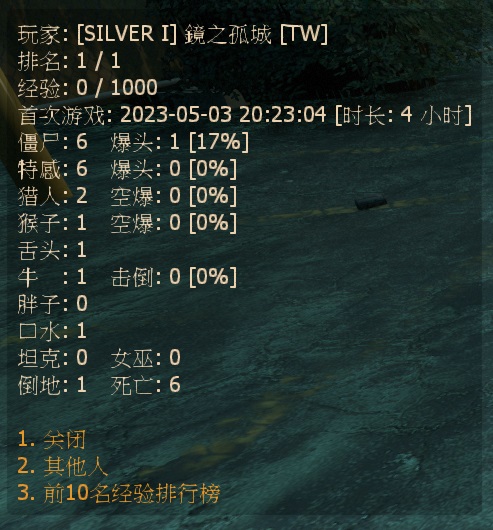 玩家: [SILVER I] 鏡之孤城 [TW]
排名: 1 / 1
经验: 0 / 1000
首次游戏: 2023-05-03 20:23:04 [时长: 4 小时]
僵尸: 6 爆头: 1 [17%]
特感: 6 爆头: 0 [0%]
猎人: 2 空爆: 0 [0%]
猴子: 1 空爆: 0 [0%]
舌头: 1
牛 : 1 击倒: 0 [0%]
胖子: 0
口水: 1
坦克: 0 女巫: 0
倒地: 1 死亡: 6
1. 关闭
2. 其他人
3. 前10名经验排行榜